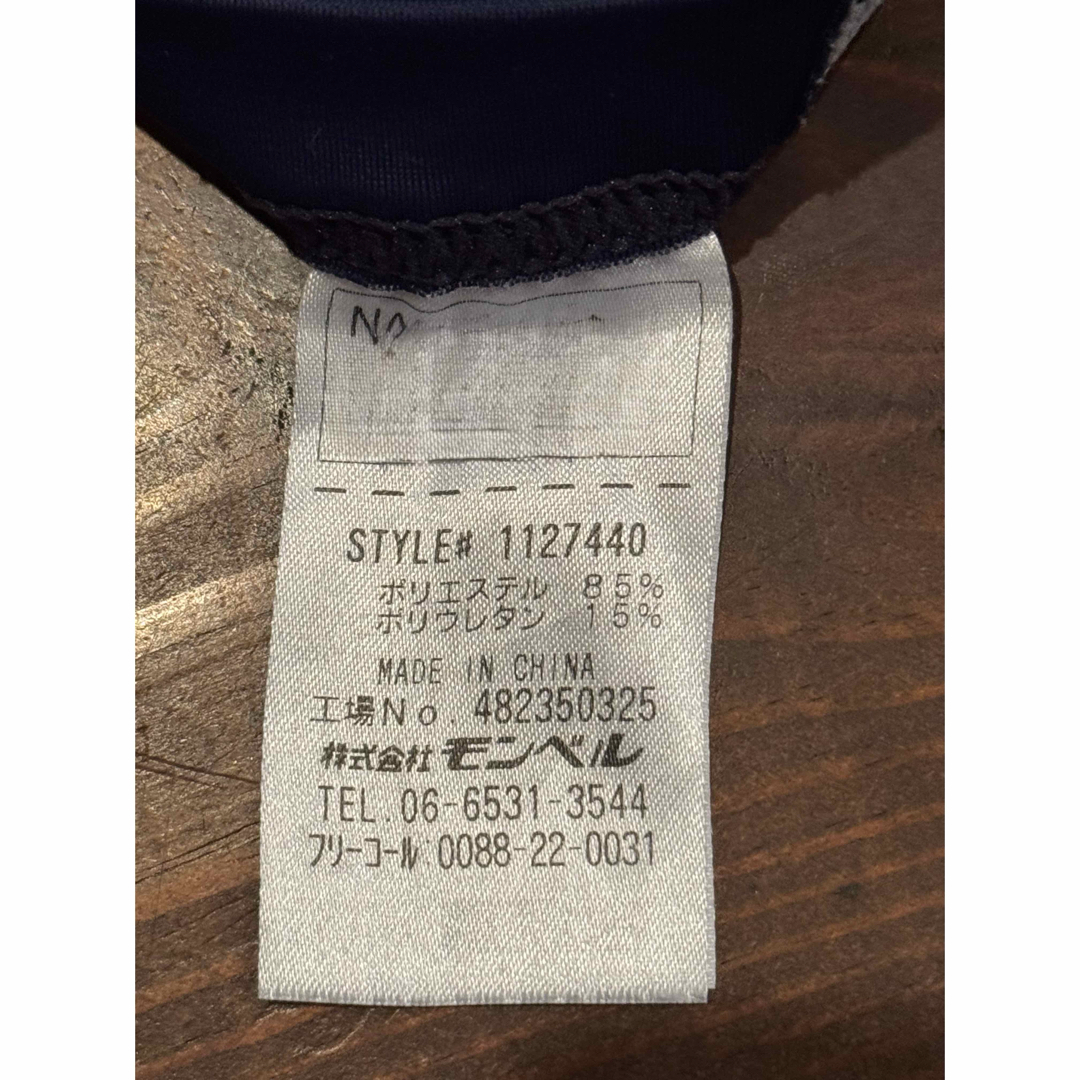 STYLE# 1127440
ポリエステル 85%
ポリウレタン 15%
MADE IN CHINA
工場No. 482350325
株式会社モンベル
TEL. 06-6531-3544
フリーコール 0088-22-0031